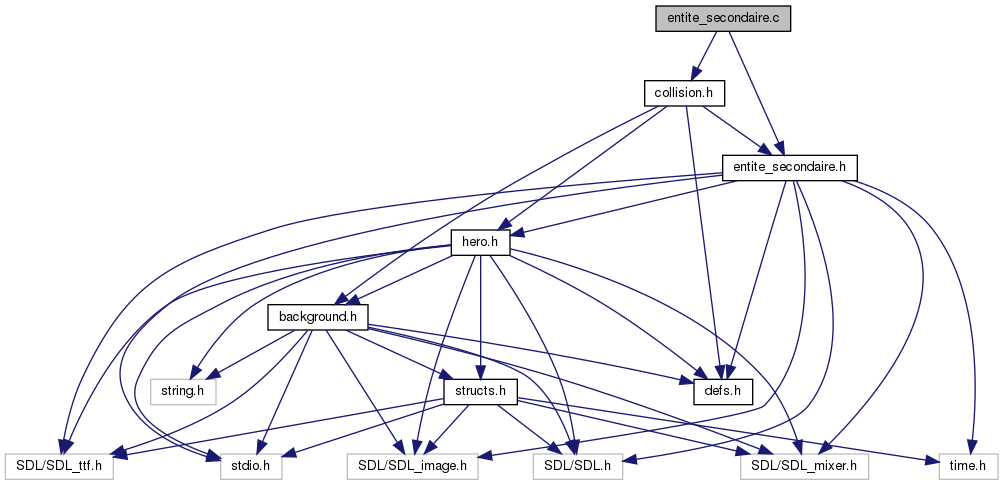 entite_secondaire.c
collision.h
entite_secondaire.h
hero.h
background.h
string.h
structs.h
defs.h
SDL/SDL_ttf.h
stdio.h
SDL/SDL_image.h
SDL/SDL.h
SDL/SDL_mixer.h
time.h